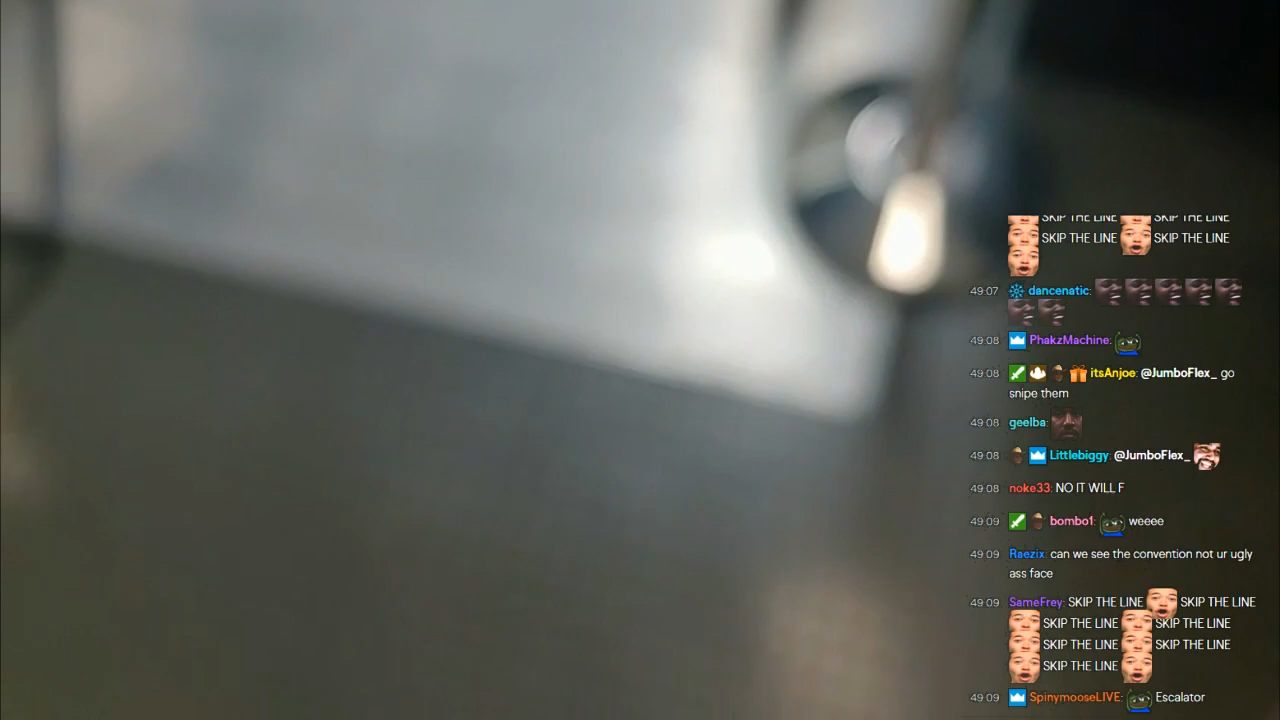 SKIP THE LINE SKIP THE LINE
SKIP THE LINE SKIP THE LINE
49:07 dancenatic:
49:08 PhakzMachine:
49:08 itsAnjoe: @JumboFlex_ go
snipe them
49:08 geelba:
49:08 Littlebiggy: @JumboFlex_
49:08 noke33: NO IT WILL F
49:09 bombo1: weeee
49:09 Raezix: can we see the convention not ur ugly
ass face
49:09 SameFrey: SKIP THE LINE SKIP THE LINE
SKIP THE LINE SKIP THE LINE
SKIP THE LINE SKIP THE LINE
SKIP THE LINE
49:09 SpinymooseLIVE: Escalator